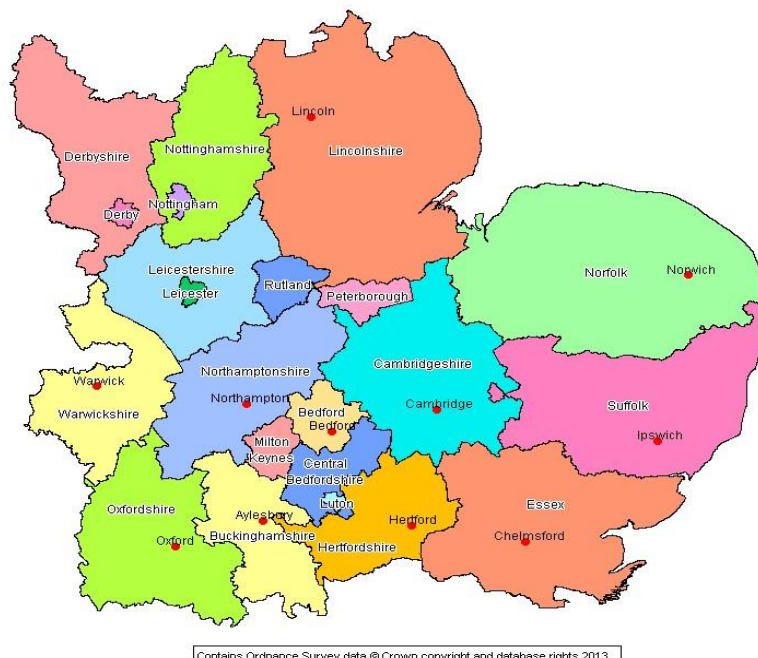 Lincoln
Nottinghamshire
Lincolnshire
Derbyshire
Nottingham
Derby
Leicestershire
Leicester
Rutland
Peterborough
Norfolk
Norwich
Northamptonshire
Cambridgeshire
Warwick
Warwickshire
Northampton
Bedford
Bedford
Cambridge
Suffolk
Ipswich
Milton
Keynes
Central
Bedfordshire
Luton
Oxfordshire
Aylesbury
Buckinghamshire
Oxford
Hertford
Hertfordshire
Essex
Chelmsford
Contains Ordnance Survey data © Crown copyright and database rights 2013